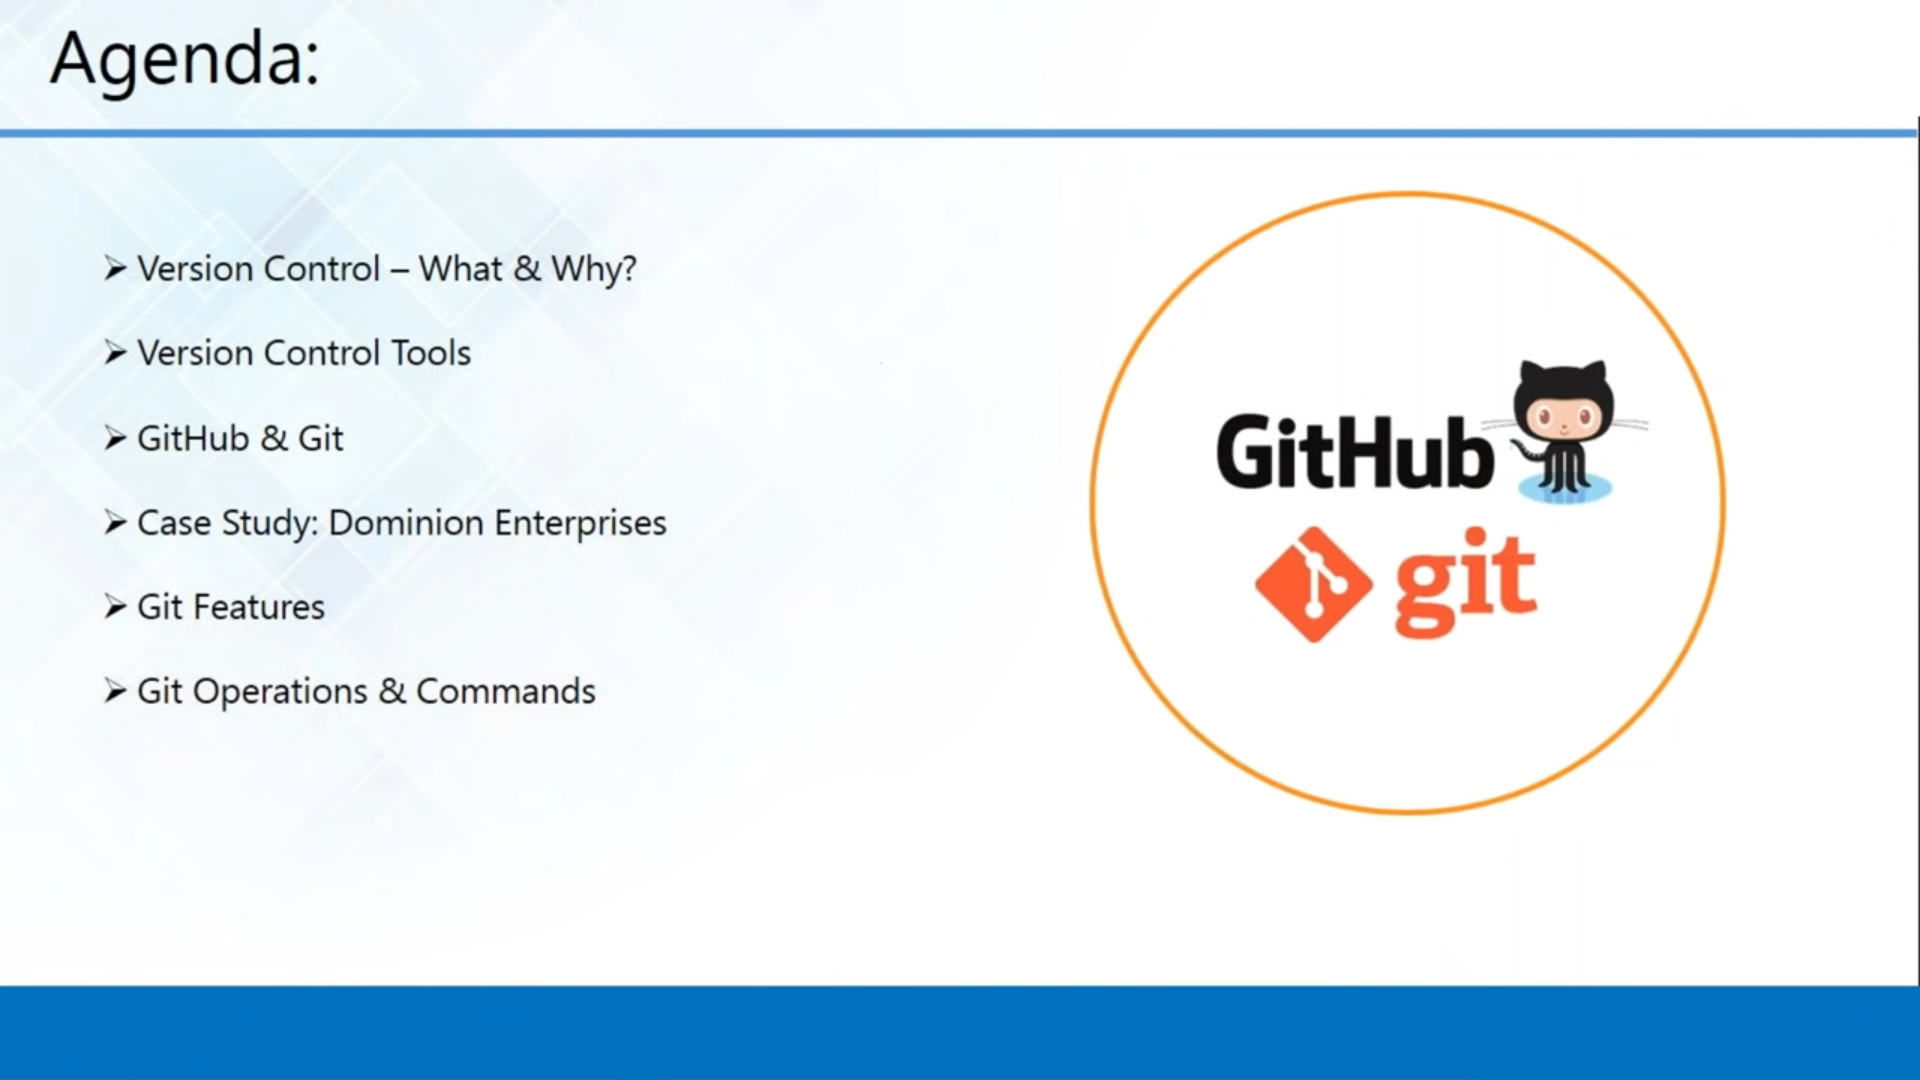 Agenda:
➢ Version Control – What & Why?
➢ Version Control Tools
➢ GitHub & Git
➢ Case Study: Dominion Enterprises
➢ Git Features
➢ Git Operations & Commands
GitHub
git